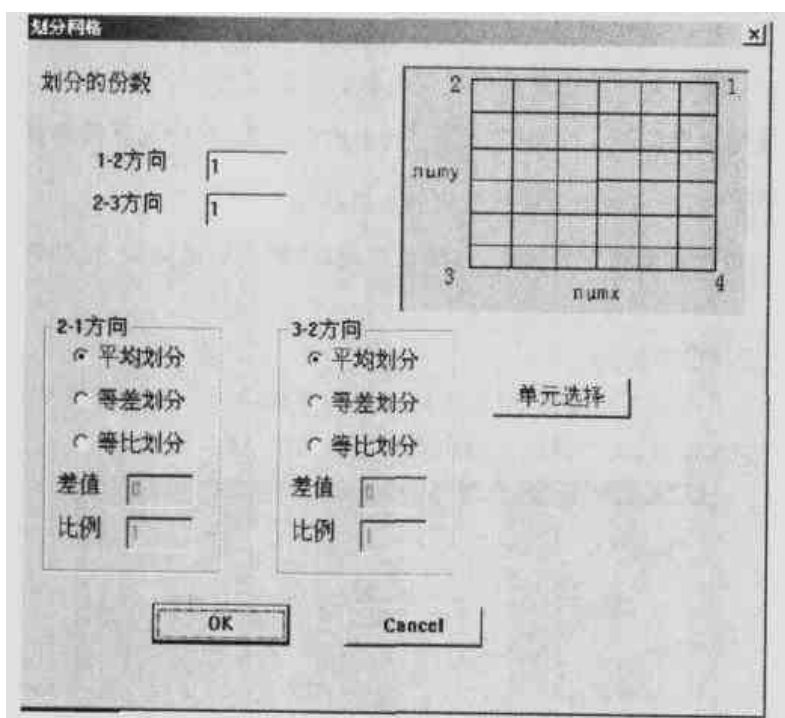 划分网格
划分的份数
1-2方向 1
2-3方向 1
2 1
numy
3 4
numx
2-1方向
平均划分
等差划分
等比划分
差值 0
比例 1
3-2方向
平均划分
等差划分
等比划分
差值 0
比例 1
单元选择
OK Cancel